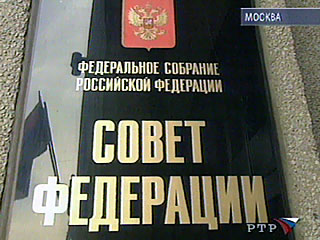 МОСКВА
ФЕДЕРАЛЬНОЕ СОБРАНИЕ
РОССИЙСКОЙ ФЕДЕРАЦИИ
СОВЕТ
ФЕДЕРАЦИИ
РТР